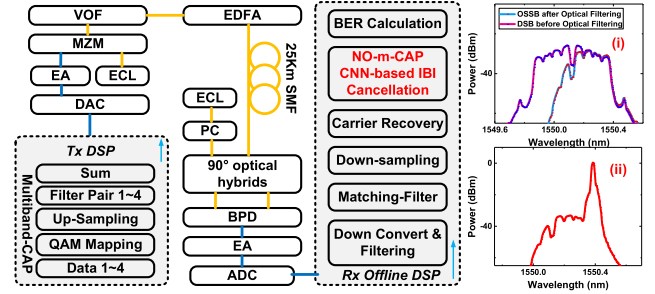 VOF
EDFA
MZM
EA
ECL
DAC
Tx DSP
Multiband-CAP
Sum
Filter Pair 1~4
Up-Sampling
QAM Mapping
Data 1~4
25Km SMF
ECL
PC
90° optical
hybrids
BPD
EA
ADC
BER Calculation
NO-m-CAP
CNN-based IBI
Cancellation
Carrier Recovery
Down-sampling
Matching-Filter
Down Convert &
Filtering
Rx Offline DSP
OSSB after Optical Filtering
DSB before Optical Filtering
(i)
Power (dBm)
-40
1549.6
1550.0
1550.4
Wavelength (nm)
(ii)
Power (dBm)
0
-40
1550.0
1550.4
Wavelength (nm)